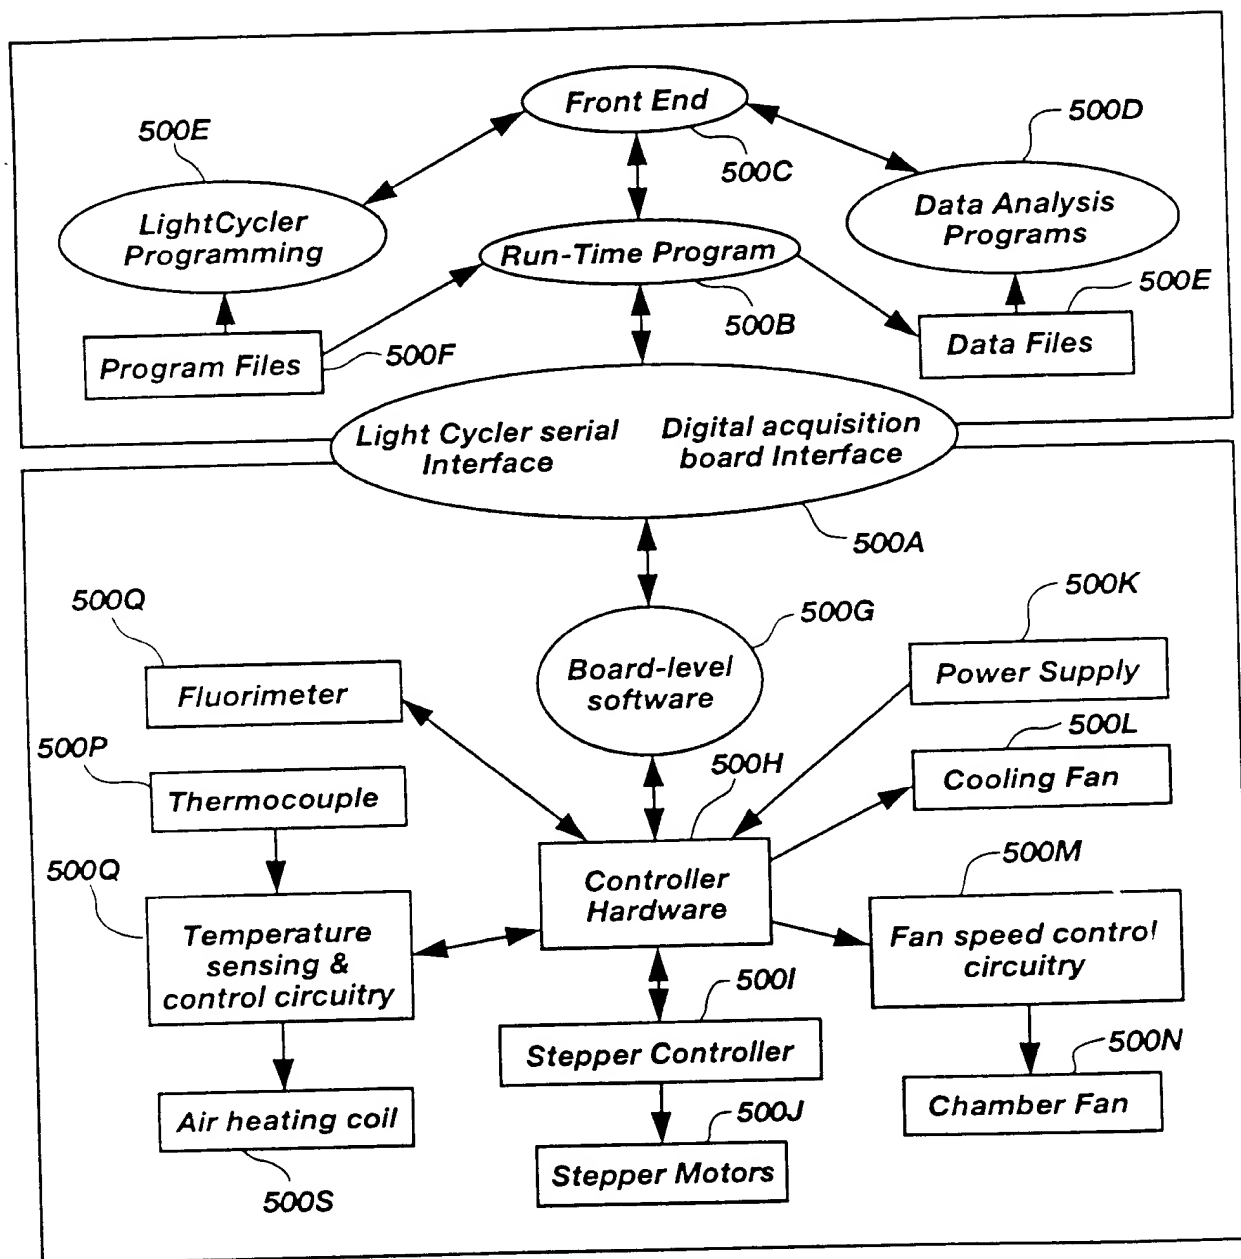 Front End
500C
500E
LightCycler
Programming
500D
Data Analysis
Programs
Run-Time Program
500B
500E
Data Files
Program Files
500F
Light Cycler serial
Interface
Digital acquisition
board Interface
500A
500Q
Fluorimeter
500G
Board-level
software
500K
Power Supply
500P
Thermocouple
500H
Controller
Hardware
500L
Cooling Fan
500Q
Temperature
sensing &
control circuitry
500M
Fan speed control
circuitry
500I
Stepper Controller
500N
Chamber Fan
Air heating coil
500S
500J
Stepper Motors